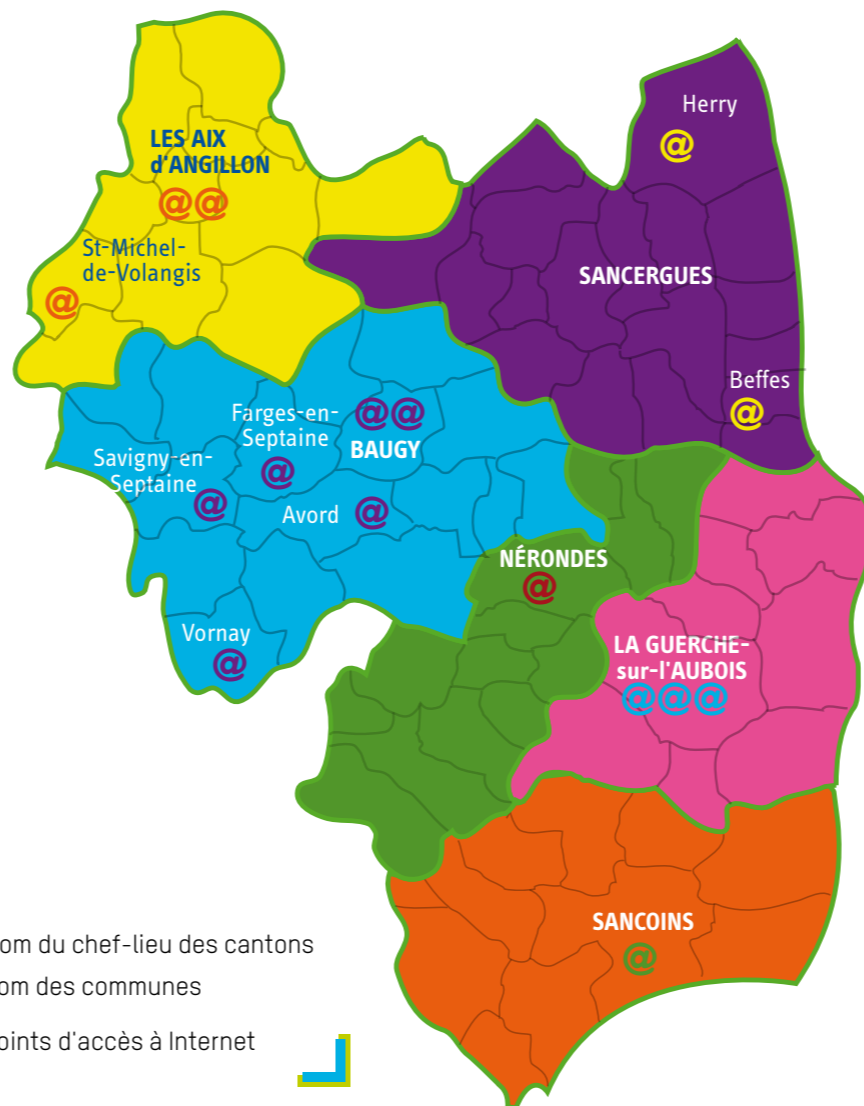 Herry
@
LES AIX
d'ANGILLON
@@
St-Michel-
de-Volangis
@
SANCERGUES
Beffes
@
Farges-en-
Septaine
@
@@
BAUGY
Savigny-en-
Septaine
@
Avord @
NÉRONDES
@
Vornay
@
LA GUERCHE-
sur-l'AUBOIS
@@@
SANCOINS
@
om du chef-lieu des cantons
om des communes
oints d'accès à Internet